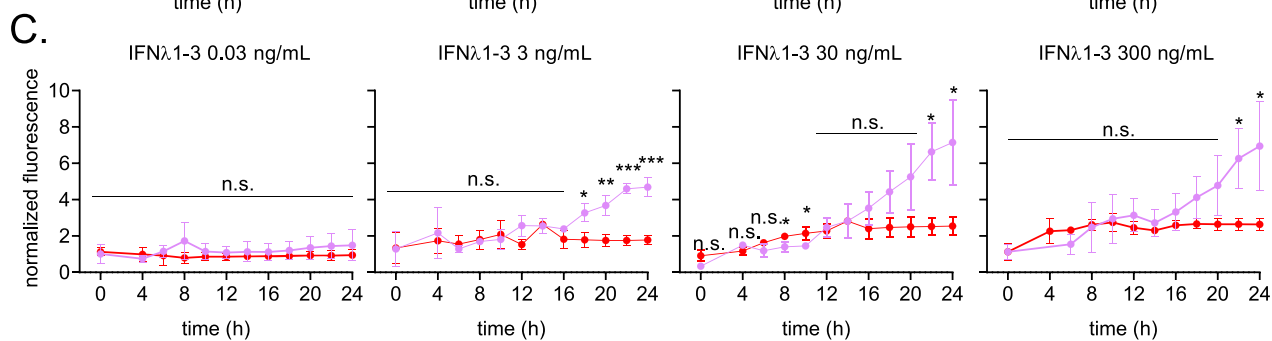 time (h) time (h) time (h) time (h)
C.
IFNλ1-3 0.03 ng/mL IFNλ1-3 3 ng/mL IFNλ1-3 30 ng/mL IFNλ1-3 300 ng/mL
normalized fluorescence
10
8
6
4
2
0
n.s.
n.s. * ** *** ***
n.s. n.s. n.s. * * n.s. * *
n.s. * *
0 4 8 12 16 20 24 0 4 8 12 16 20 24 0 4 8 12 16 20 24 0 4 8 12 16 20 24
time (h) time (h) time (h) time (h)